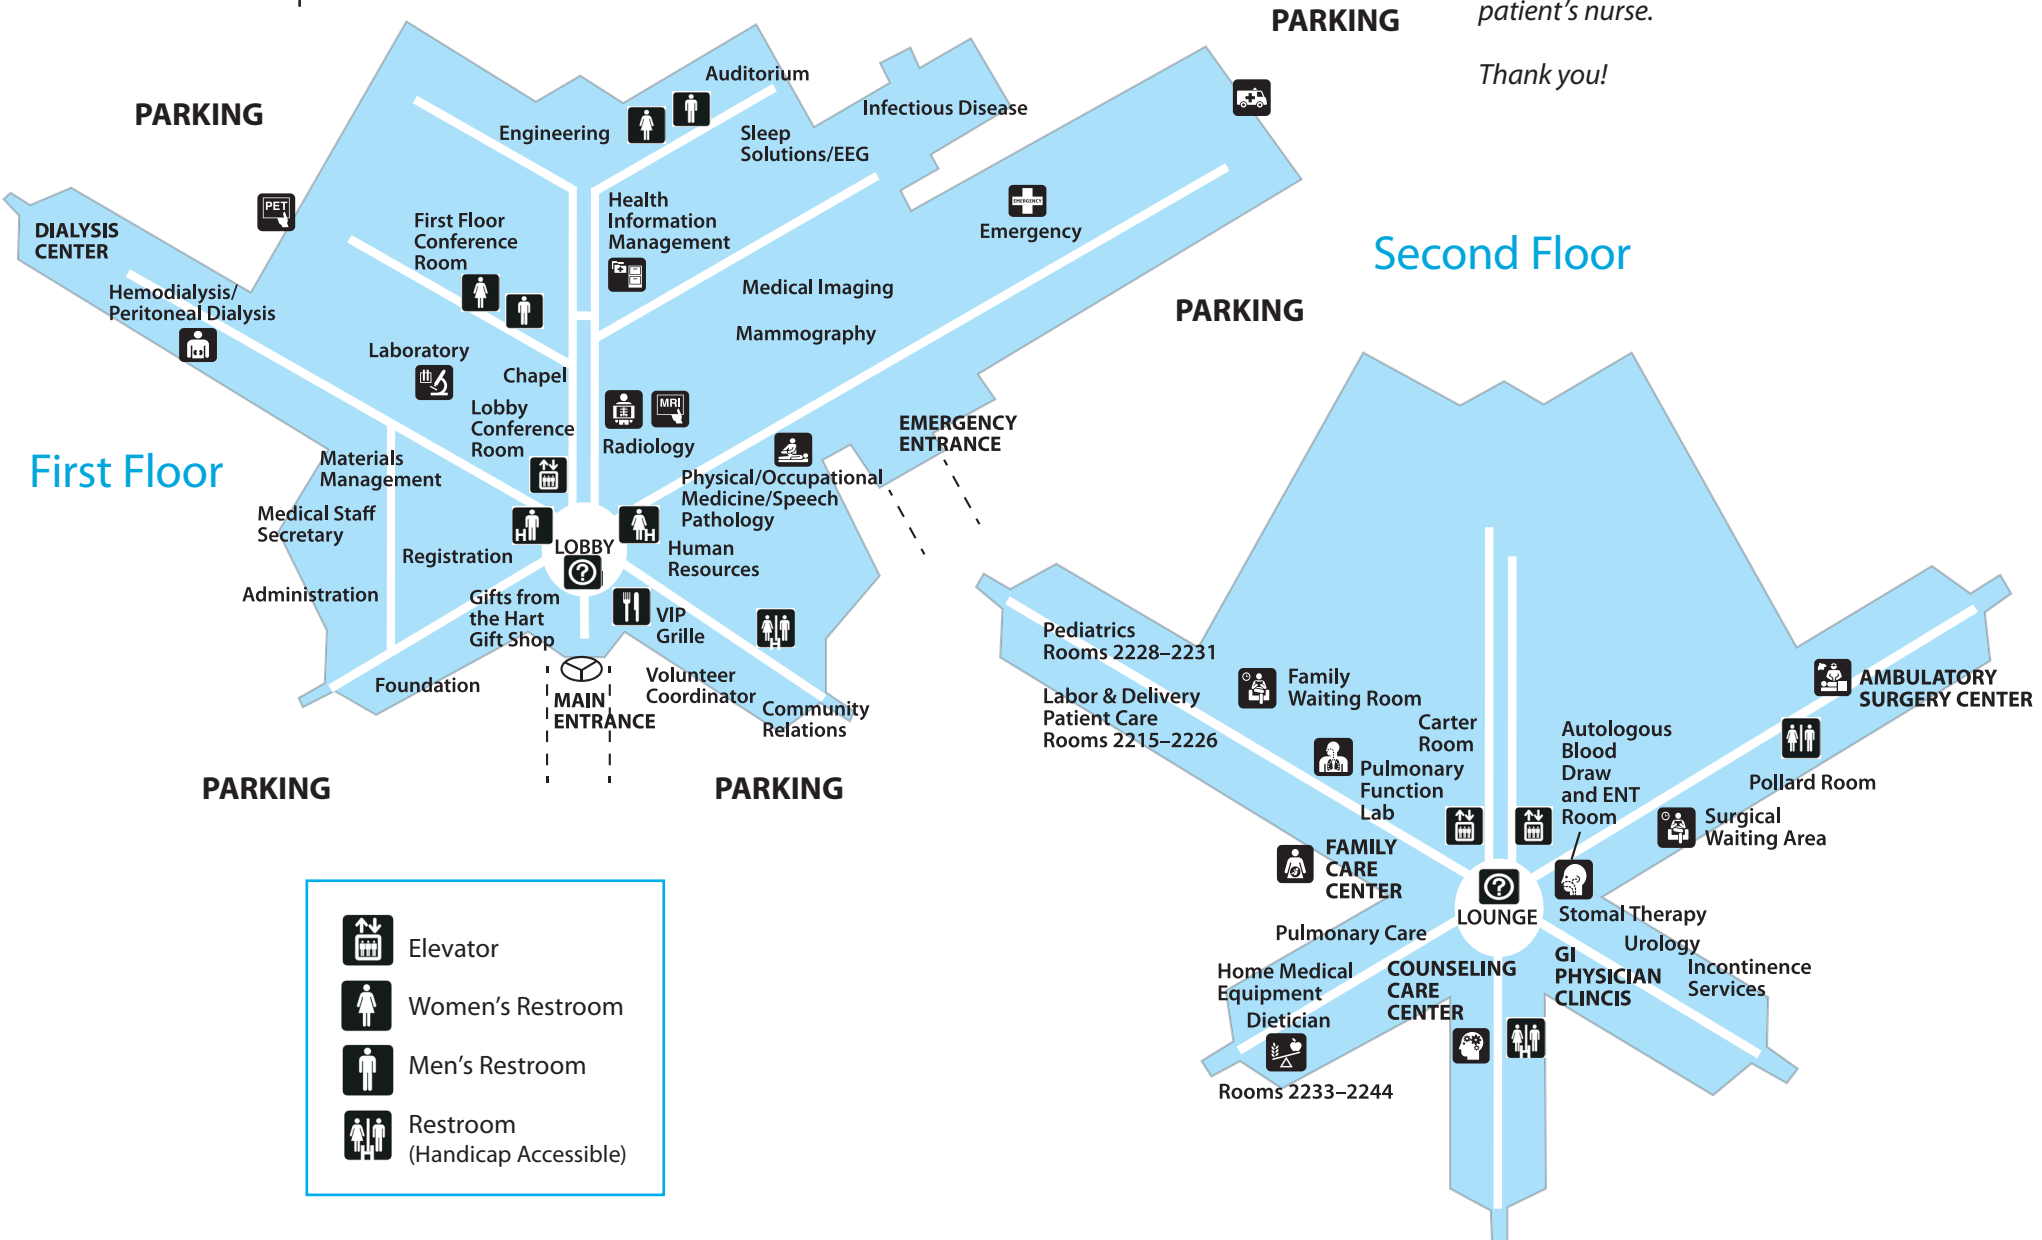 patient's nurse.
Thank you!
PARKING
PARKING
Auditorium
Infectious Disease
Engineering
Sleep
Solutions/EEG
PET
Health
Information
Management
First Floor
Conference
Room
EMERGENCY
Emergency
DIALYSIS
CENTER
Hemodialysis/
Peritoneal Dialysis
Medical Imaging
Mammography
Laboratory
Chapel
Lobby
Conference
Room
MRI
Radiology
EMERGENCY
ENTRANCE
PARKING
First Floor
Materials
Management
Physical/Occupational
Medicine/Speech
Pathology
Medical Staff
Secretary
Registration
H
H
LOBBY
?
Human
Resources
Administration
Gifts from
the Hart
Gift Shop
VIP
Grille
H
Foundation
MAIN
ENTRANCE
Volunteer
Coordinator
Community
Relations
PARKING
PARKING
Second Floor
Pediatrics
Rooms 2228–2231
Labor & Delivery
Patient Care
Rooms 2215–2226
Family
Waiting Room
Carter
Room
Pulmonary
Function
Lab
Autologous
Blood
Draw
and ENT
Room
AMBULATORY
SURGERY CENTER
Pollard Room
Surgical
Waiting Area
FAMILY
CARE
CENTER
?
LOUNGE
Stomal Therapy
Urology
Incontinence
Services
GI
PHYSICIAN
CLINCIS
Pulmonary Care
Home Medical
Equipment
Dietician
COUNSELING
CARE
CENTER
H
Rooms 2233–2244
Elevator
Women's Restroom
Men's Restroom
H
Restroom
(Handicap Accessible)